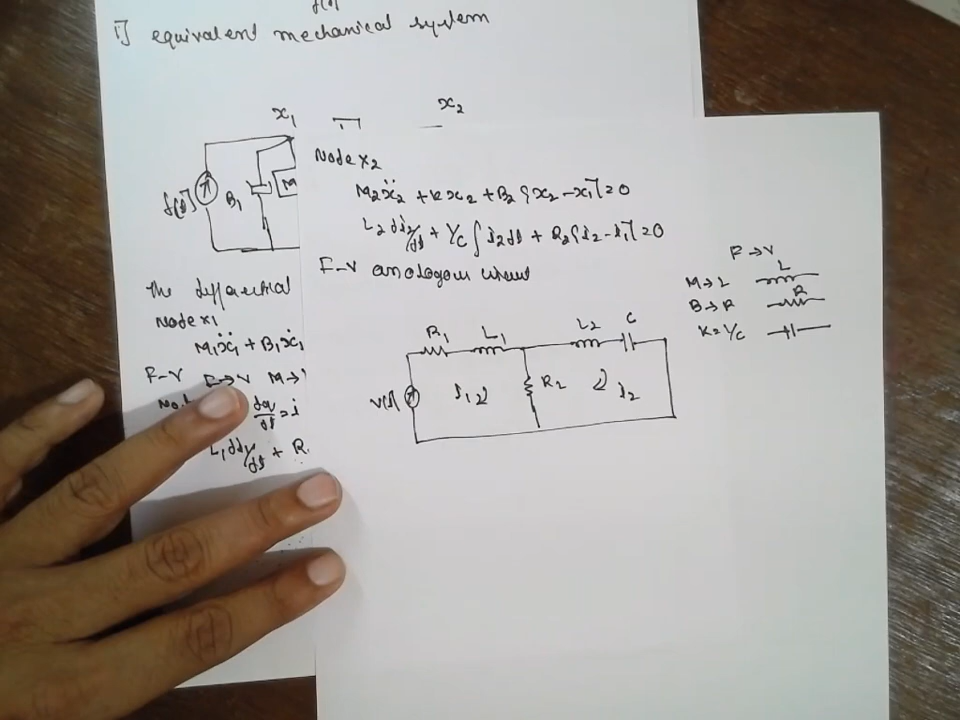 1] equivalent mechanical system
x1
x2
f(t)
B1
M
The differential
Node x1
M1ẍ1 + B1ẋ1
F-V F→V M→
dq/dt = i
L1 di1/dt + R
Node x2
M2ẍ2 + Kx2 + B2 {ẋ2 - ẋ1} = 0
L2 di2/dt + 1/C ∫ i2 dt + R2 {i2 - i1} = 0
F-V analogous circuit
F→V
M→L L
B→R R
K=1/C
R1 L1 L2 C
v(t) i1 R2 i2